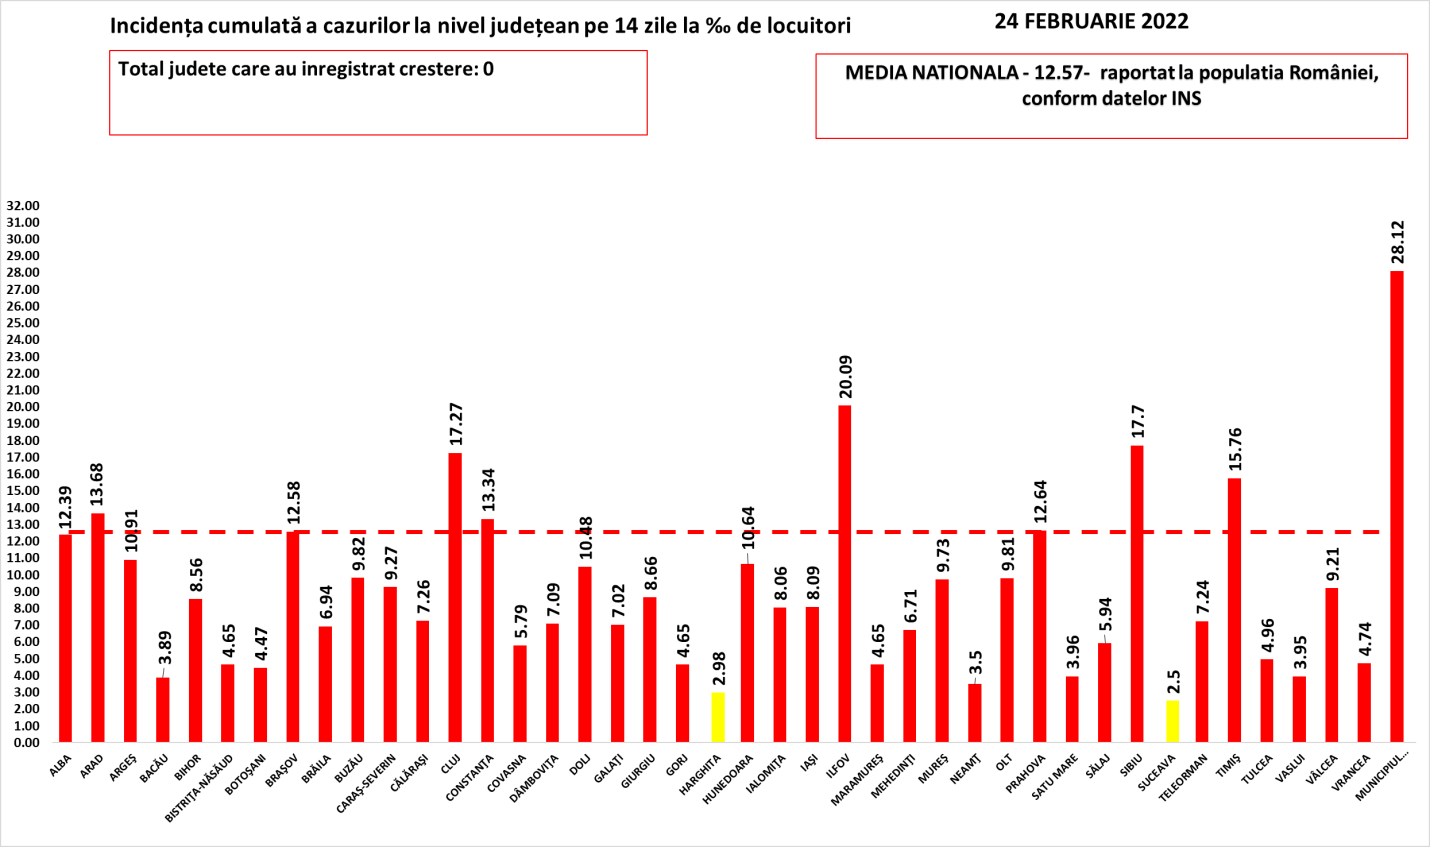 Incidența cumulată a cazurilor la nivel județean pe 14 zile la ‰ de locuitori
24 FEBRUARIE 2022
Total judete care au inregistrat crestere: 0
MEDIA NATIONALA - 12.57- raportat la populatia României,
conform datelor INS
32.00
31.00
30.00
29.00
28.00
27.00
26.00
25.00
24.00
23.00
22.00
21.00
20.00
19.00
18.00
17.00
16.00
15.00
14.00
13.00
12.00
11.00
10.00
9.00
8.00
7.00
6.00
5.00
4.00
3.00
2.00
1.00
0.00
12.39
13.68
10.91
3.89
8.56
4.65
4.47
12.58
6.94
9.82
9.27
7.26
17.27
13.34
5.79
7.09
10.48
7.02
8.66
4.65
2.98
10.64
8.06
8.09
20.09
4.65
6.71
9.73
3.5
9.81
12.64
3.96
5.94
17.7
2.5
7.24
15.76
4.96
3.95
9.21
4.74
28.12
ALBA
ARAD
ARGEȘ
BACĂU
BIHOR
BISTRIȚA-NĂSĂUD
BOTOȘANI
BRAȘOV
BRĂILA
BUZĂU
CARAȘ-SEVERIN
CĂLĂRAȘI
CLUJ
CONSTANȚA
COVASNA
DÂMBOVIȚA
DOLJ
GALAȚI
GIURGIU
GORJ
HARGHITA
HUNEDOARA
IALOMIȚA
IAȘI
ILFOV
MARAMUREȘ
MEHEDINȚI
MUREȘ
NEAMȚ
OLT
PRAHOVA
SATU MARE
SĂLAJ
SIBIU
SUCEAVA
TELEORMAN
TIMIȘ
TULCEA
VASLUI
VÂLCEA
VRANCEA
MUNICIPIUL...